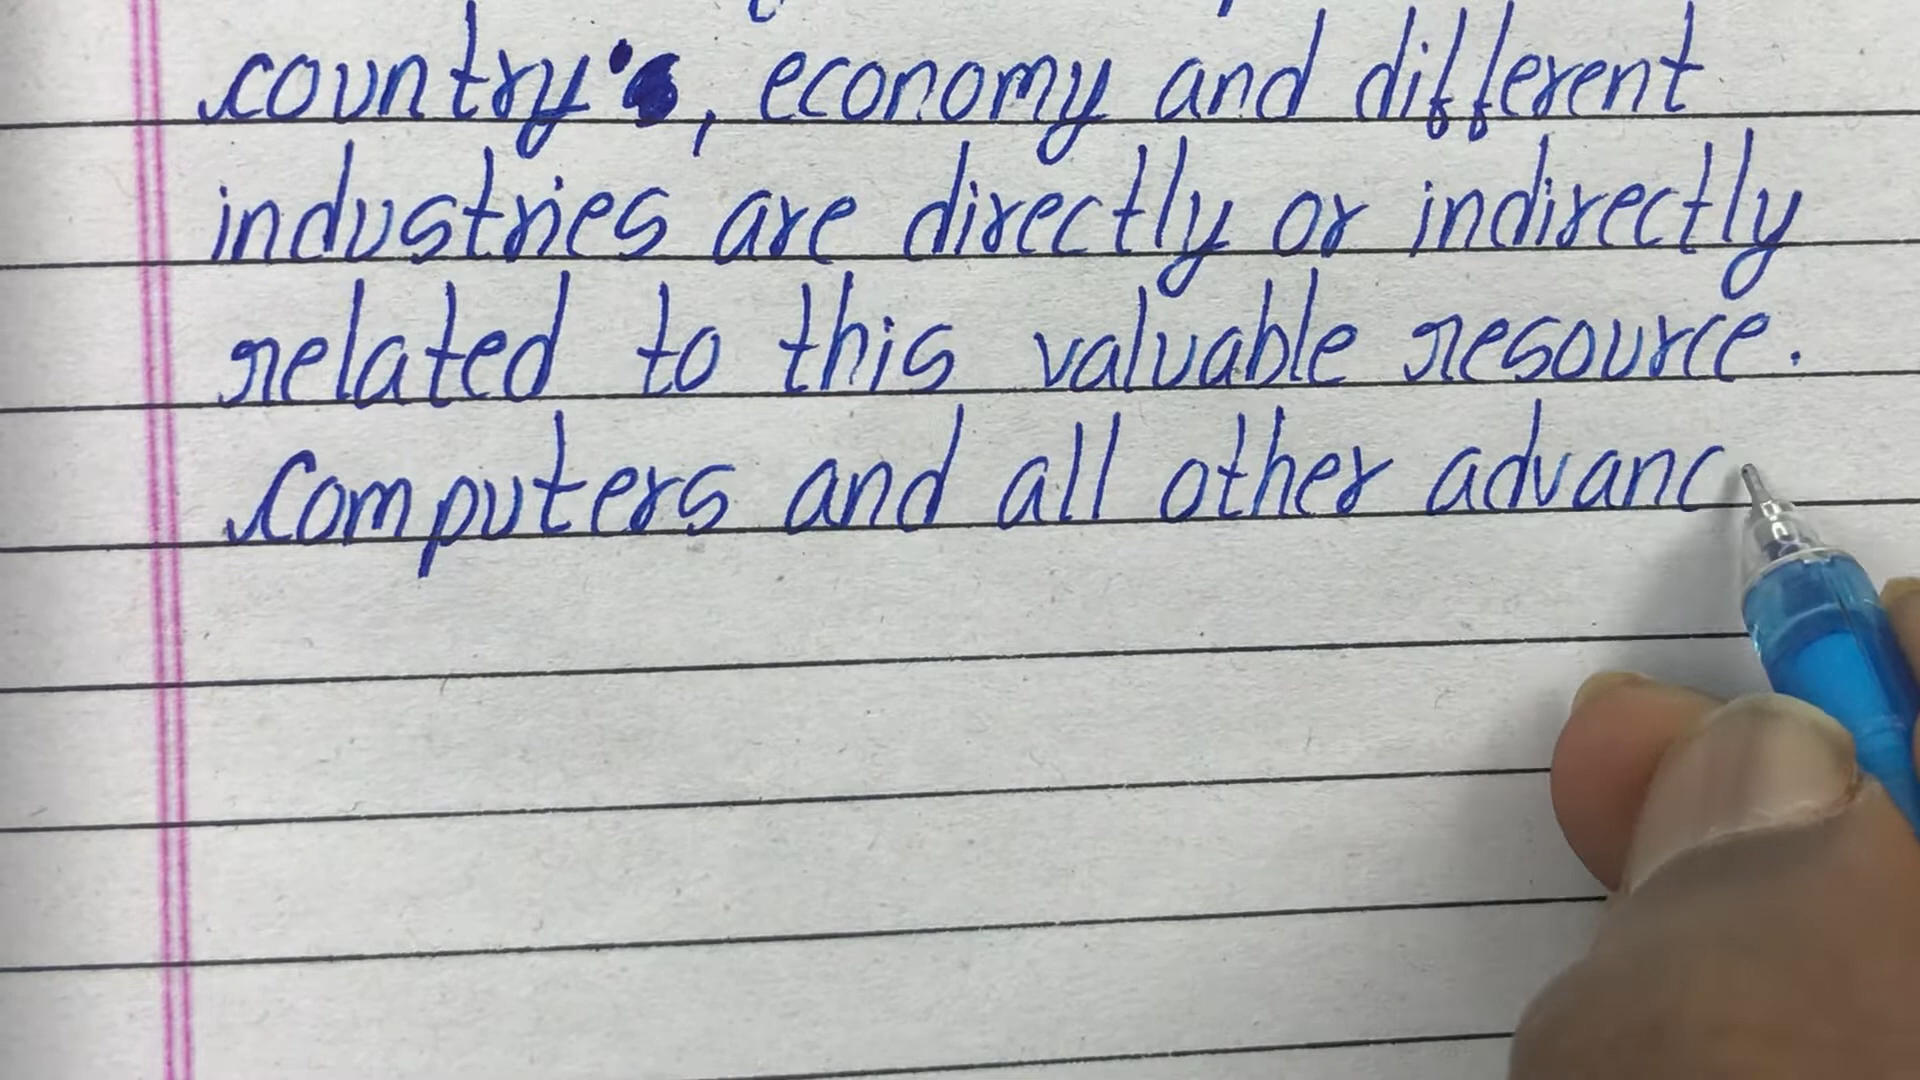 country's, economy and different
industries are directly or indirectly
related to this valuable resource.
Computers and all other advanc